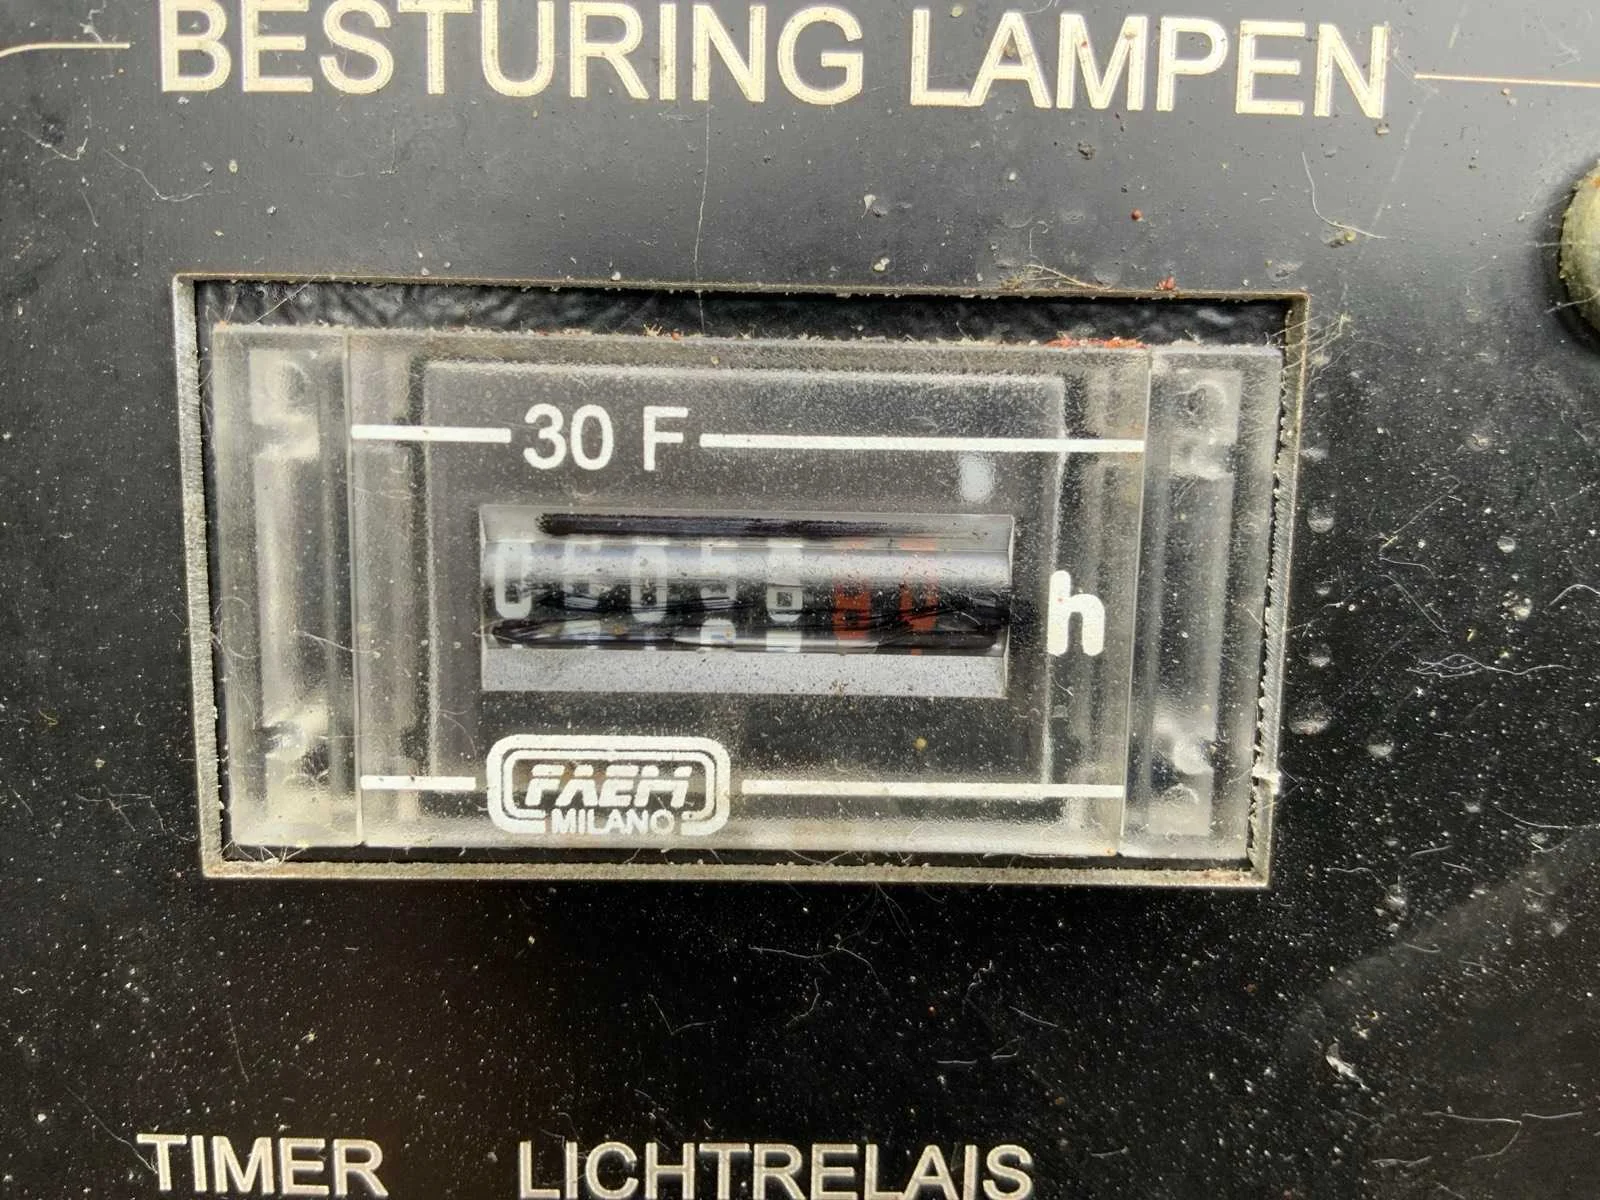 BESTURING LAMPEN
30 F
h
FAEM
MILANO
TIMER LICHTRELAIS